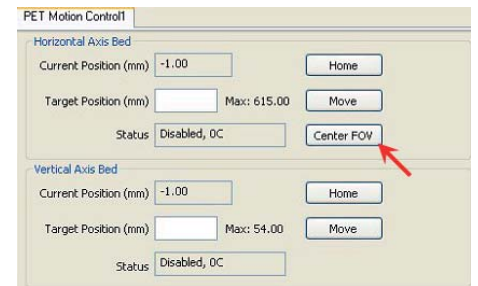 PET Motion Control1
Horizontal Axis Bed
Current Position (mm) -1.00 Home
Target Position (mm) Max: 615.00 Move
Status Disabled, 0C Center FOV
Vertical Axis Bed
Current Position (mm) -1.00 Home
Target Position (mm) Max: 54.00 Move
Status Disabled, 0C